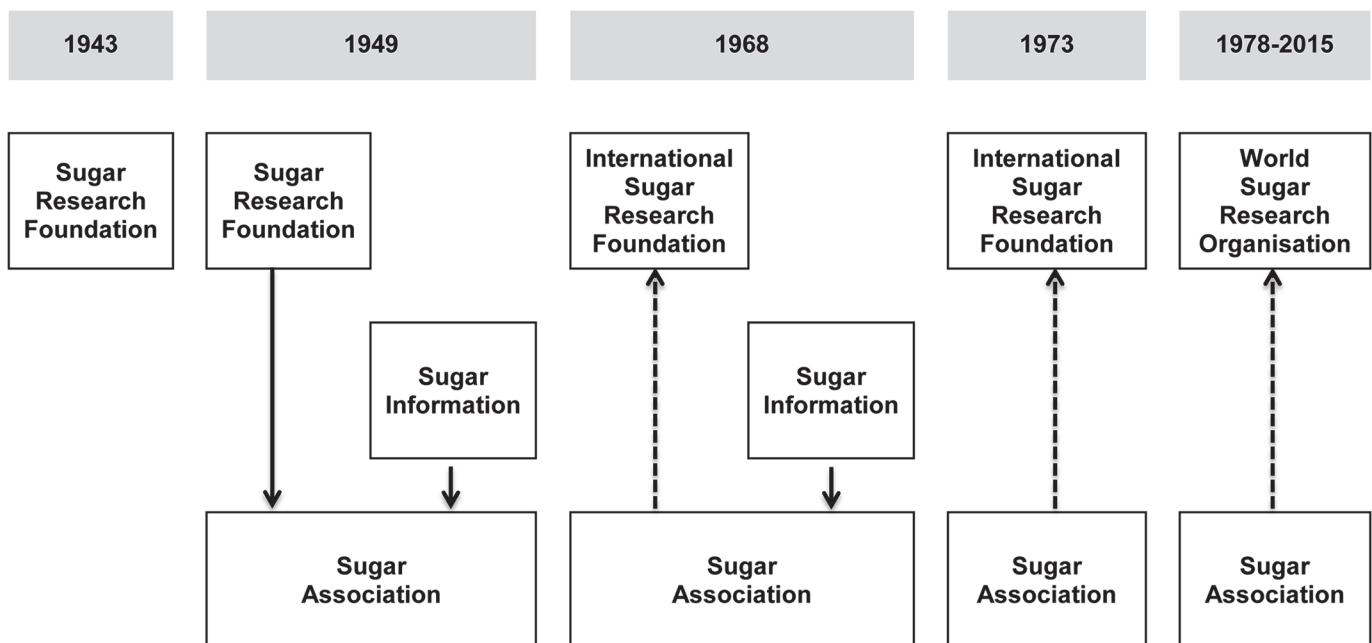 1943
1949
1968
1973
1978-2015
Sugar
Research
Foundation
Sugar
Research
Foundation
International
Sugar
Research
Foundation
International
Sugar
Research
Foundation
World
Sugar
Research
Organisation
Sugar
Information
Sugar
Information
Sugar
Association
Sugar
Association
Sugar
Association
Sugar
Association